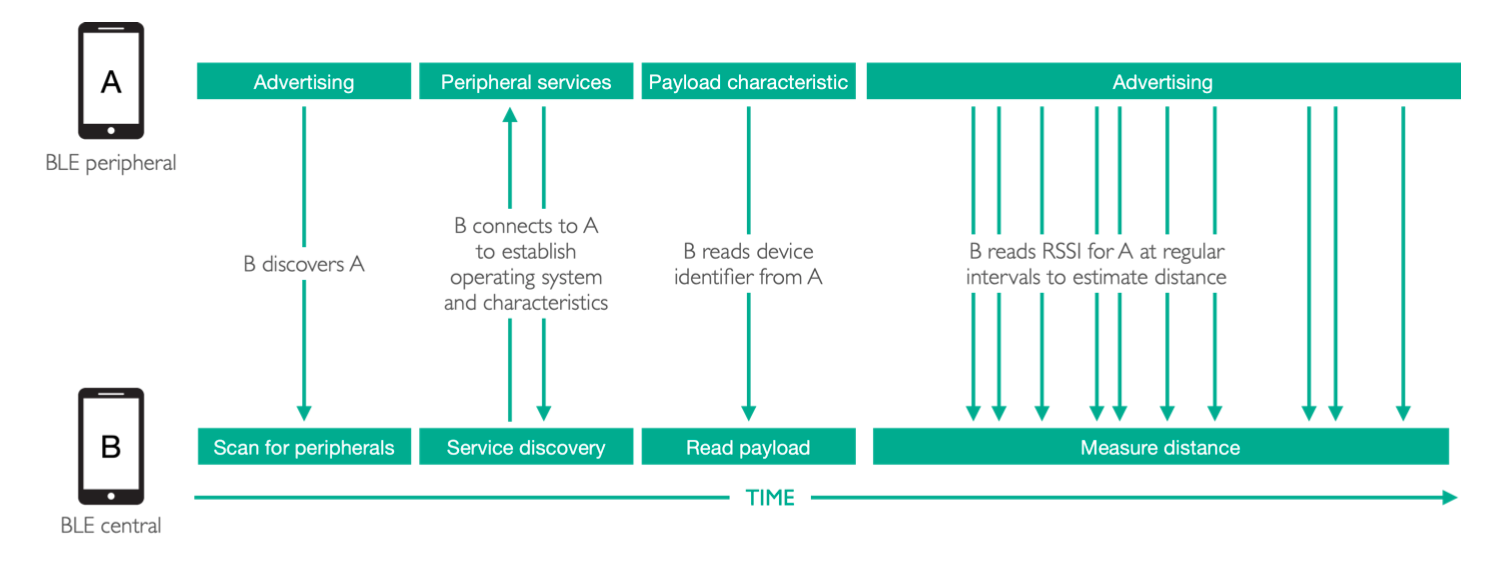 A
BLE peripheral
Advertising
Peripheral services
Payload characteristic
Advertising
B discovers A
B connects to A
to establish
operating system
and characteristics
B reads device
identifier from A
B reads RSSI for A at regular
intervals to estimate distance
B
BLE central
Scan for peripherals
Service discovery
Read payload
Measure distance
TIME